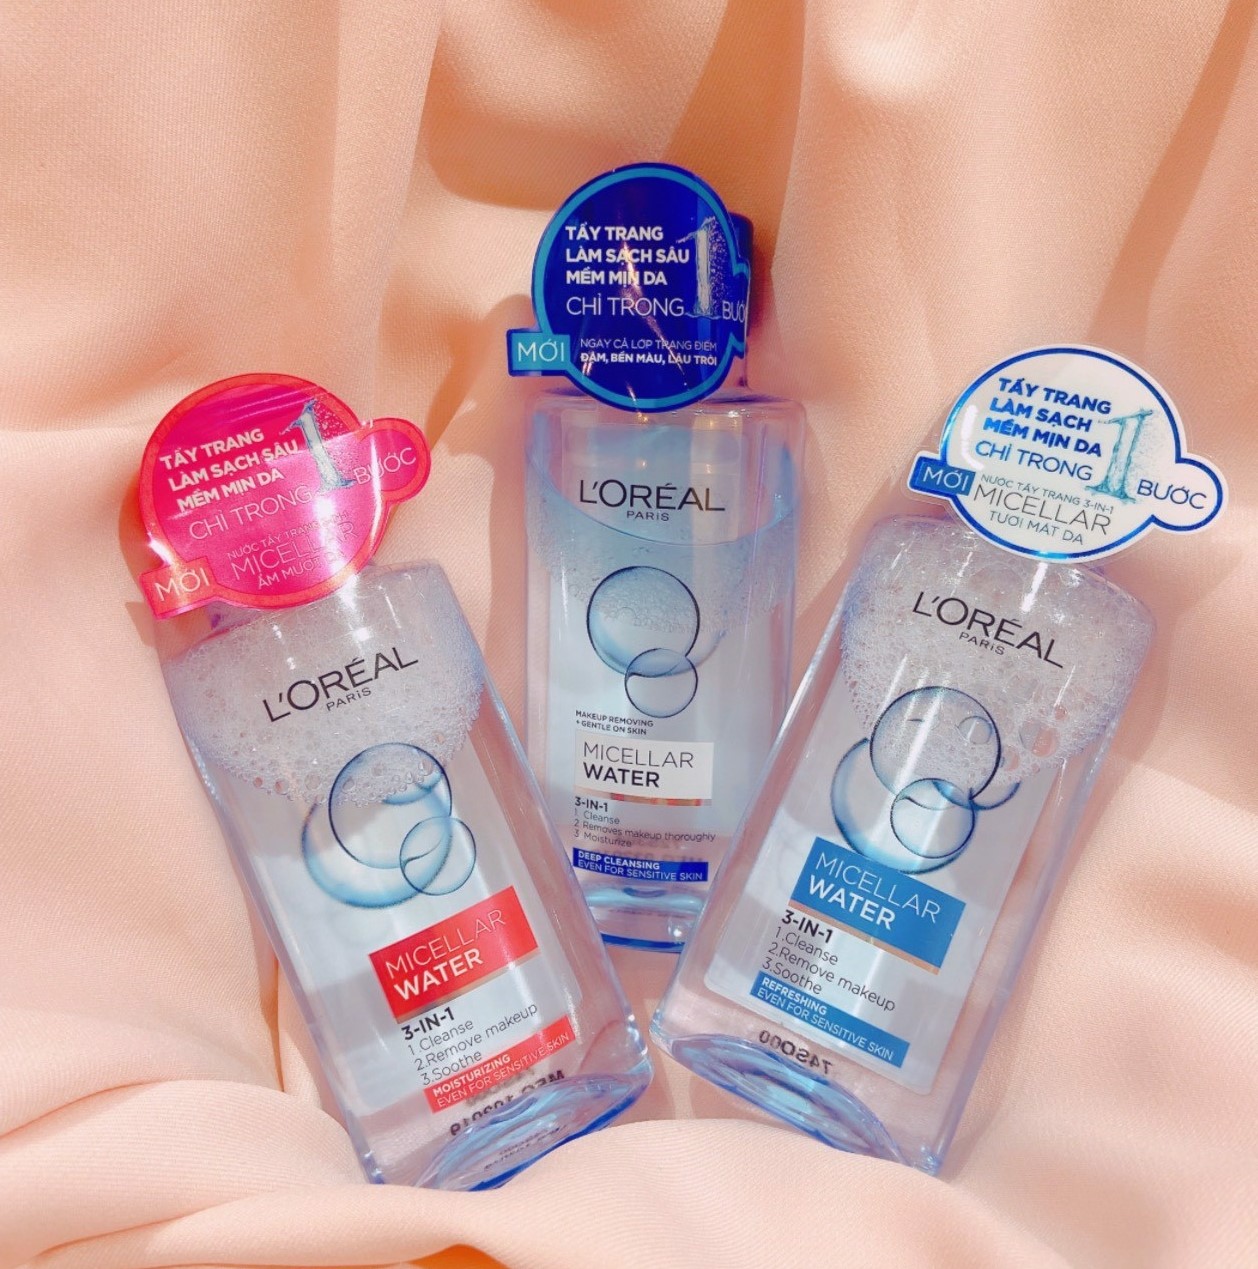 TẨY TRANG
LÀM SẠCH SÂU
MỀM MỊN DA
CHỈ TRONG 1 BƯỚC
NƯỚC TẨY TRANG 3-IN-1
MICELLAR
MỚI
L'ORÉAL
PARIS
MICELLAR
WATER
3-IN-1
1.Cleanse
2.Remove makeup
3.Soothe
MOISTURIZING
EVEN FOR SENSITIVE SKIN
TẨY TRANG
LÀM SẠCH SÂU
MỀM MỊN DA
CHỈ TRONG 1 BƯỚC
MỚI
NGAY CẢ LỚP TRANG ĐIỂM
ĐẬM, BỀN MÀU, LÂU TRÔI
L'ORÉAL
PARIS
MAKEUP REMOVING
+ GENTLE ON SKIN
MICELLAR
WATER
3-IN-1
1 Cleanse
2 Removes makeup thoroughly
3 Moisturize
DEEP CLEANSING
EVEN FOR SENSITIVE SKIN
TẨY TRANG
LÀM SẠCH
MỀM MỊN DA
CHỈ TRONG 1 BƯỚC
MỚI
NƯỚC TẨY TRANG 3-IN-1
MICELLAR
TƯƠI MÁT DA
L'ORÉAL
PARIS
MICELLAR
WATER
3-IN-1
1.Cleanse
2.Remove makeup
3.Soothe
REFRESHING
EVEN FOR SENSITIVE SKIN